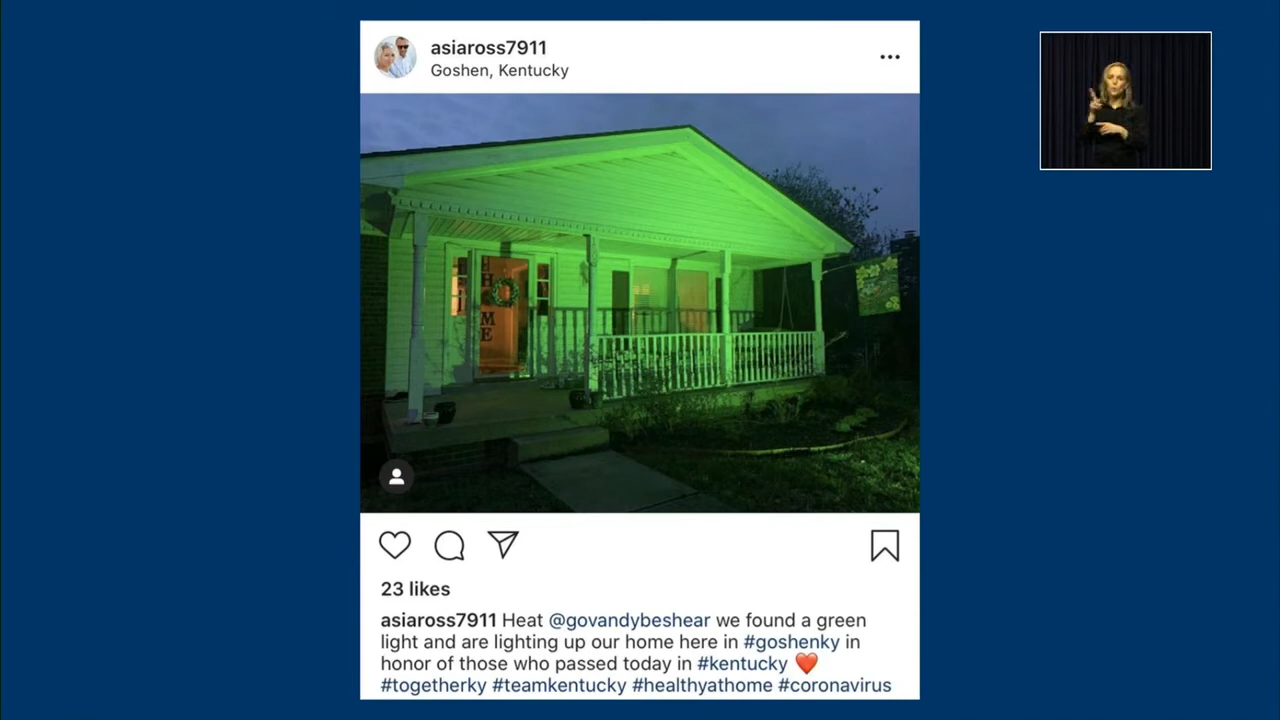 asiaross7911
Goshen, Kentucky
HOME
23 likes
asiaross7911 Heat @govandybeshear we found a green
light and are lighting up our home here in #goshenky in
honor of those who passed today in #kentucky ❤️
#togetherky #teamkentucky #healthyathome #coronavirus